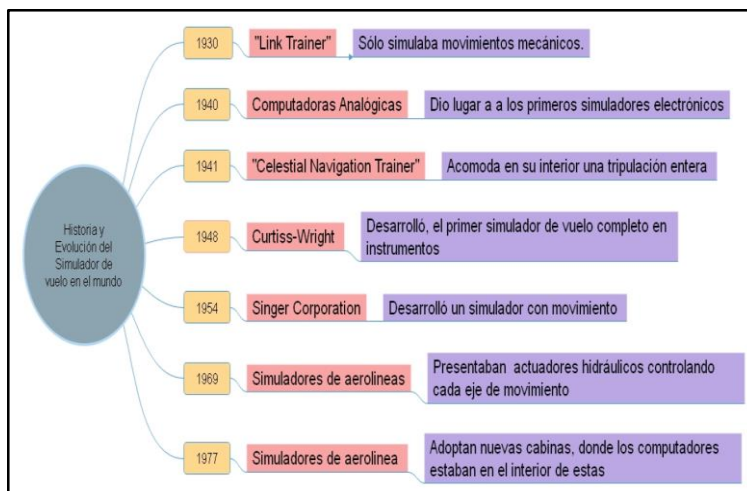 Historia y
Evolución del
Simulador de
vuelo en el mundo
1930
"Link Trainer"
Sólo simulaba movimientos mecánicos.
1940
Computadoras Analógicas
Dio lugar a a los primeros simuladores electrónicos
1941
"Celestial Navigation Trainer"
Acomoda en su interior una tripulación entera
1948
Curtiss-Wright
Desarrolló, el primer simulador de vuelo completo en
instrumentos
1954
Singer Corporation
Desarrolló un simulador con movimiento
1969
Simuladores de aerolineas
Presentaban actuadores hidráulicos controlando
cada eje de movimiento
1977
Simuladores de aerolinea
Adoptan nuevas cabinas, donde los computadores
estaban en el interior de estas